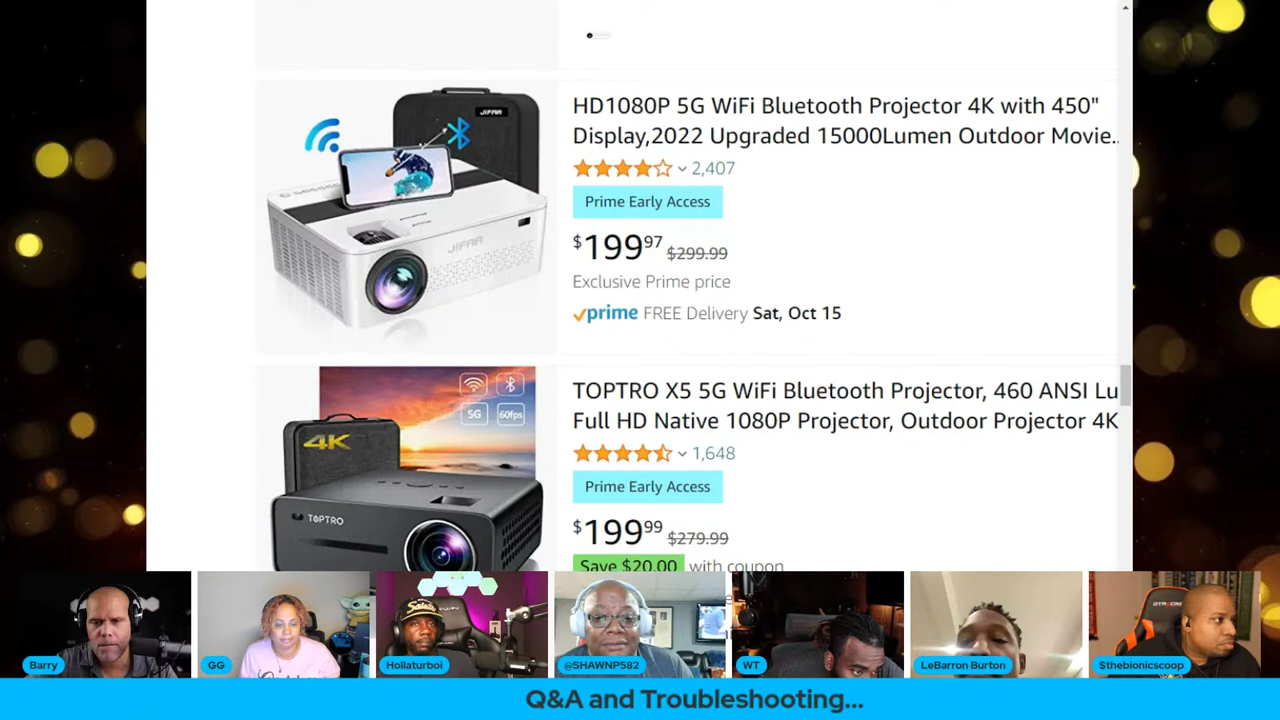 JIFAR
JIFAR
HD1080P 5G WiFi Bluetooth Projector 4K with 450"
Display,2022 Upgraded 15000Lumen Outdoor Movie..
2,407
Prime Early Access
$199.97 $299.99
Exclusive Prime price
prime FREE Delivery Sat, Oct 15
5G 60fps
4K
TOPTRO
TOPTRO X5 5G WiFi Bluetooth Projector, 460 ANSI Lu
Full HD Native 1080P Projector, Outdoor Projector 4K
1,648
Prime Early Access
$199.99 $279.99
Save $20.00 with coupon
Barry
GG
Hollaturboi
@SHAWNP582
WT
LeBarron Burton
$thebionicscoop
Q&A and Troubleshooting...